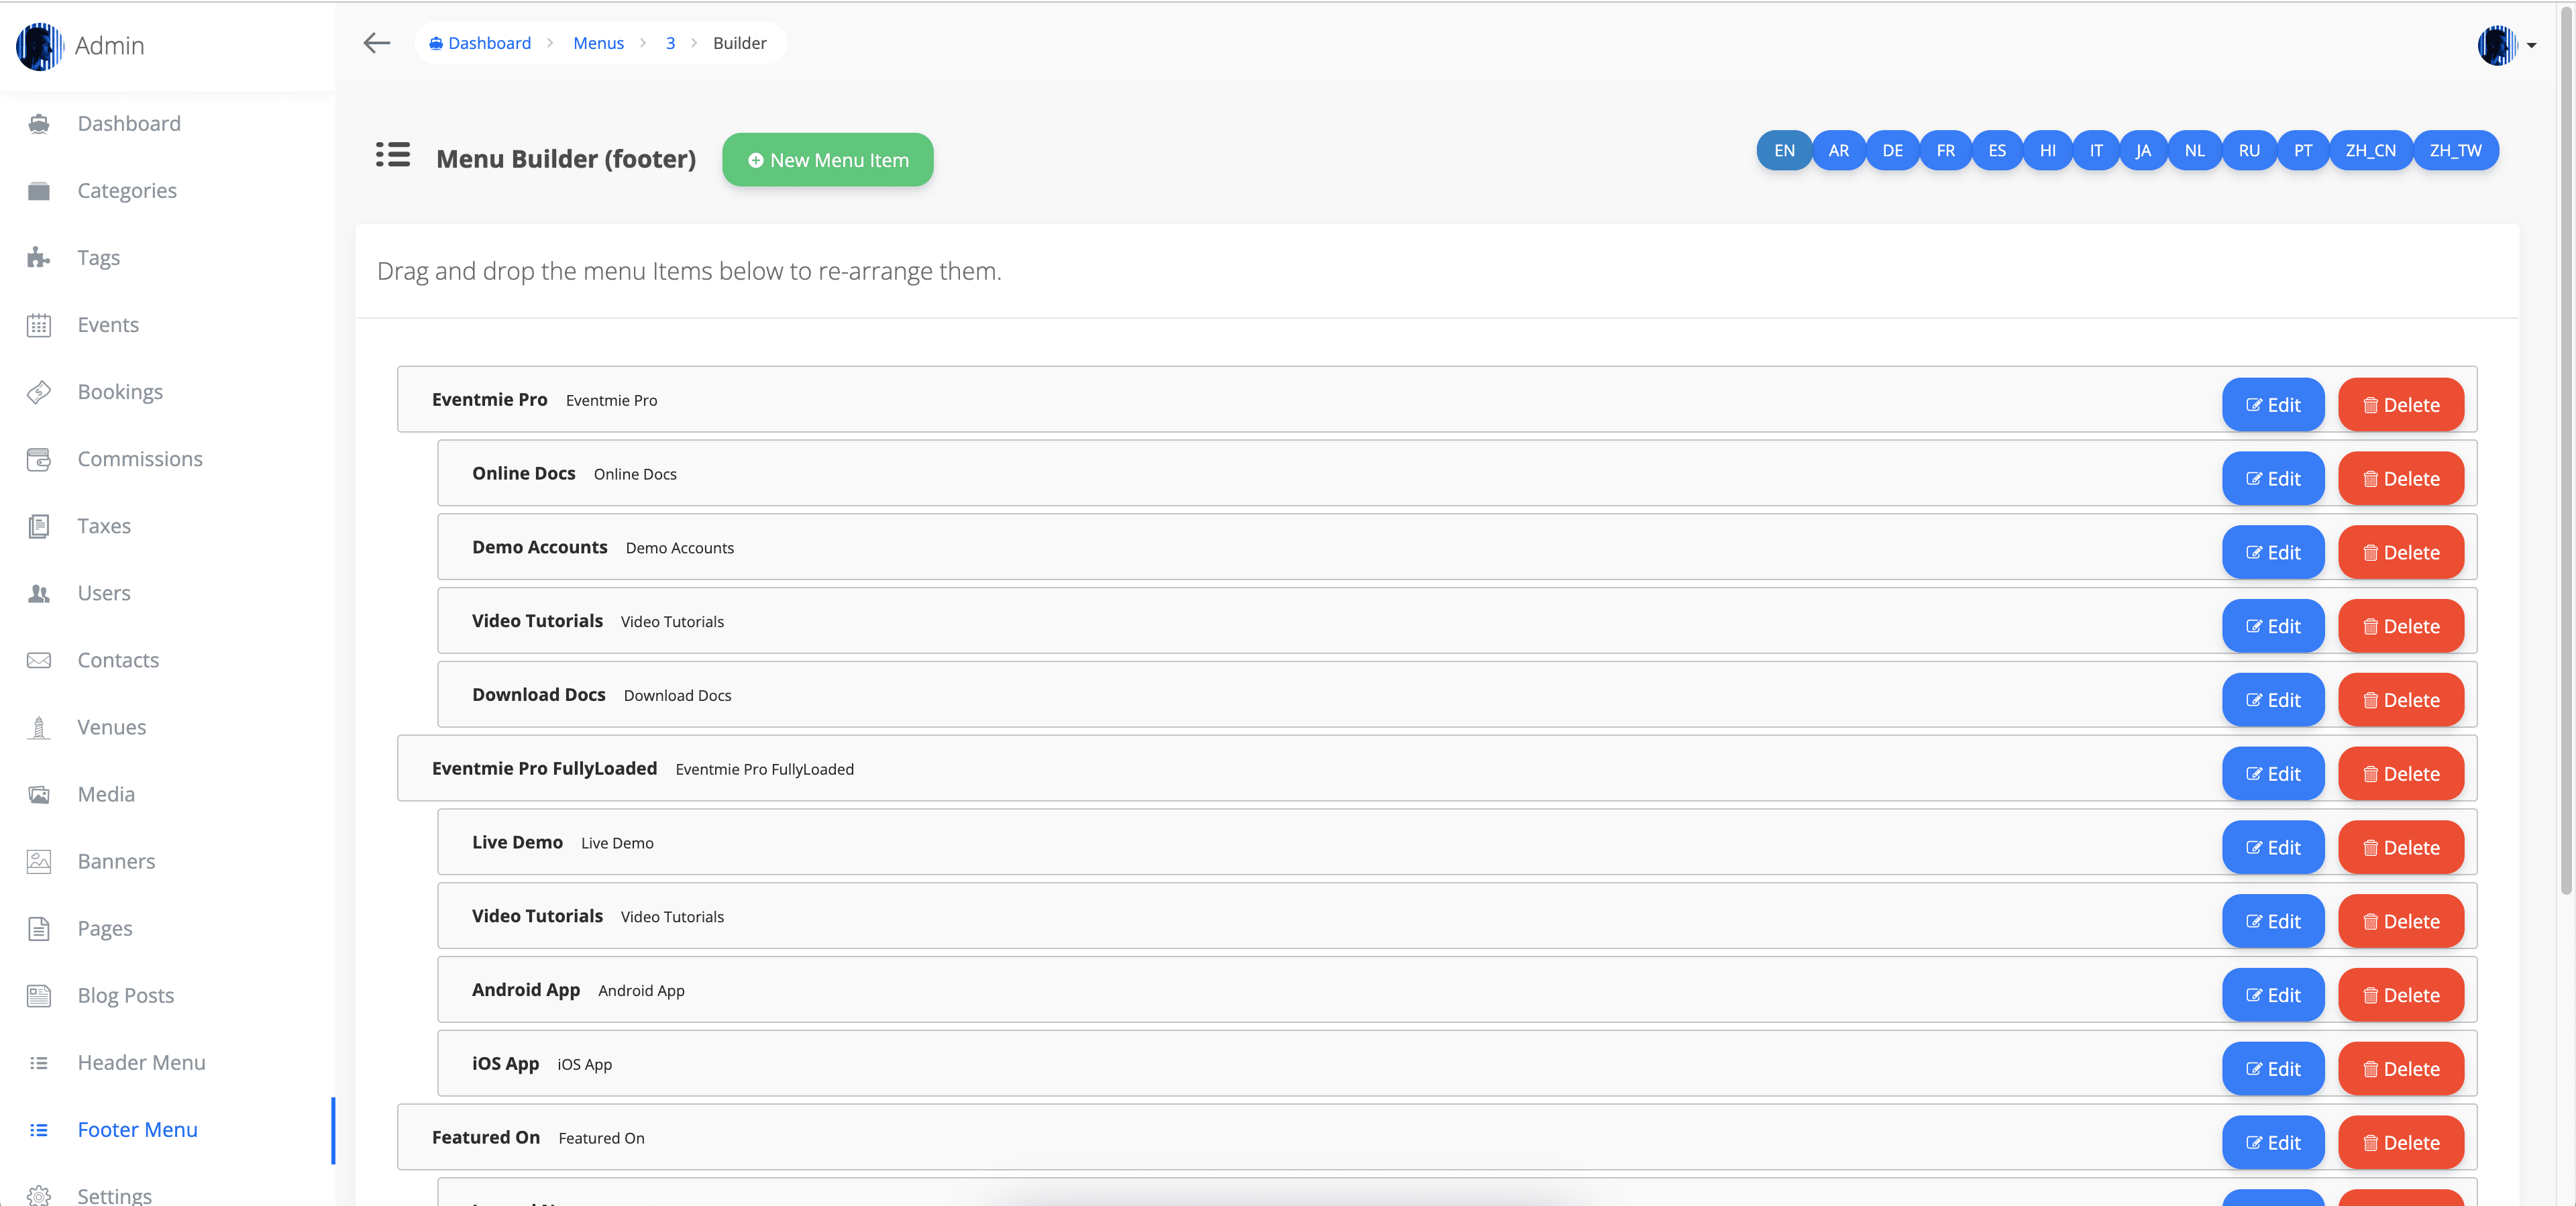 Admin
Dashboard
Categories
Tags
Events
Bookings
Commissions
Taxes
Users
Contacts
Venues
Media
Banners
Pages
Blog Posts
Header Menu
Footer Menu
Settings
Dashboard > Menus > 3 > Builder
Menu Builder (footer) New Menu Item
EN AR DE FR ES HI IT JA NL RU PT ZH_CN ZH_TW
Drag and drop the menu Items below to re-arrange them.
Eventmie Pro Eventmie Pro Edit Delete
Online Docs Online Docs Edit Delete
Demo Accounts Demo Accounts Edit Delete
Video Tutorials Video Tutorials Edit Delete
Download Docs Download Docs Edit Delete
Eventmie Pro FullyLoaded Eventmie Pro FullyLoaded Edit Delete
Live Demo Live Demo Edit Delete
Video Tutorials Video Tutorials Edit Delete
Android App Android App Edit Delete
iOS App iOS App Edit Delete
Featured On Featured On Edit Delete